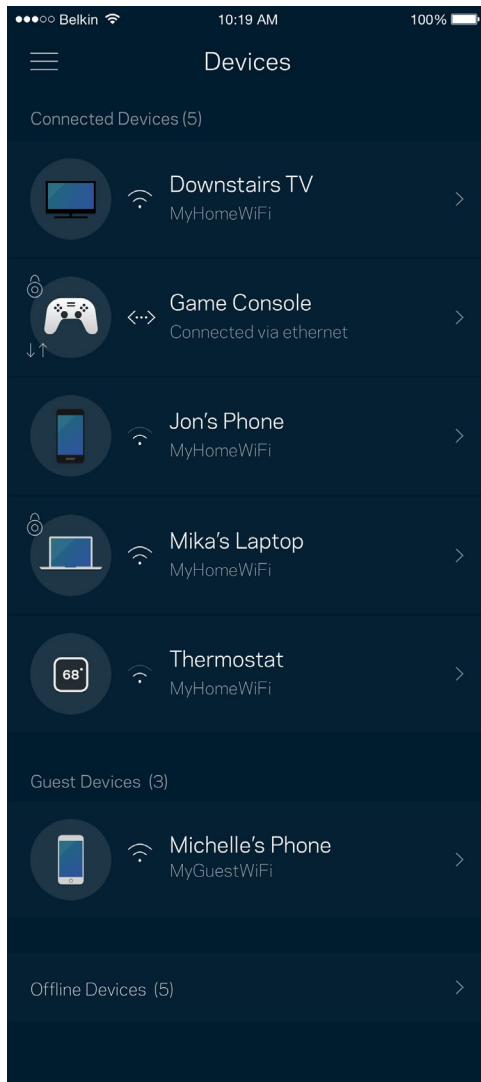 Belkin 10:19 AM 100%
Devices
Connected Devices (5)
Downstairs TV
MyHomeWiFi
Game Console
Connected via ethernet
Jon's Phone
MyHomeWiFi
Mika's Laptop
MyHomeWiFi
68°
Thermostat
MyHomeWiFi
Guest Devices (3)
Michelle's Phone
MyGuestWiFi
Offline Devices (5)